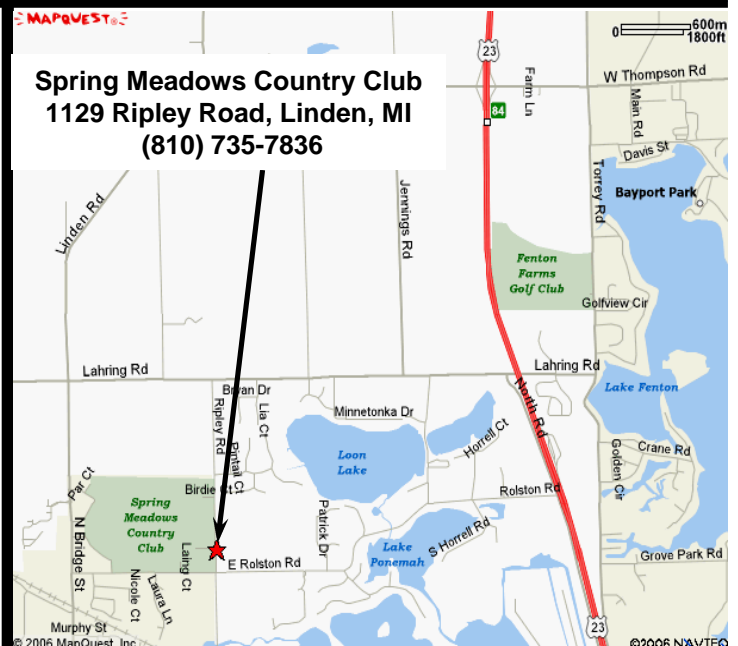 MAPQUEST
0 600m
1800ft
23
W Thompson Rd
Spring Meadows Country Club
1129 Ripley Road, Linden, MI
(810) 735-7836
Farm Ln
84
Main Rd
Davis St
Torrey Rd
Bayport Park
Jennings Rd
Linden Rd
Fenton
Farms
Golf Club
Golfview Cir
Lahring Rd
Lahring Rd
Bryan Dr
Ripley Rd
Lia Ct
Minnetonka Dr
North Rd
Lake Fenton
Pintail Ct
Horrell Ct
Loon
Lake
Golden Cir
Crane Rd
Par Ct
Birdie Ct
Rolston Rd
Spring
Meadows
Country
Club
Patrick Dr
N Bridge St
S Horrell Rd
Lake
Ponemah
Laing Ct
E Rolston Rd
Grove Park Rd
Nicole Ct
Laura Ln
Murphy St
23
© 2006 MapQuest, Inc
©2006 NAVTEQ